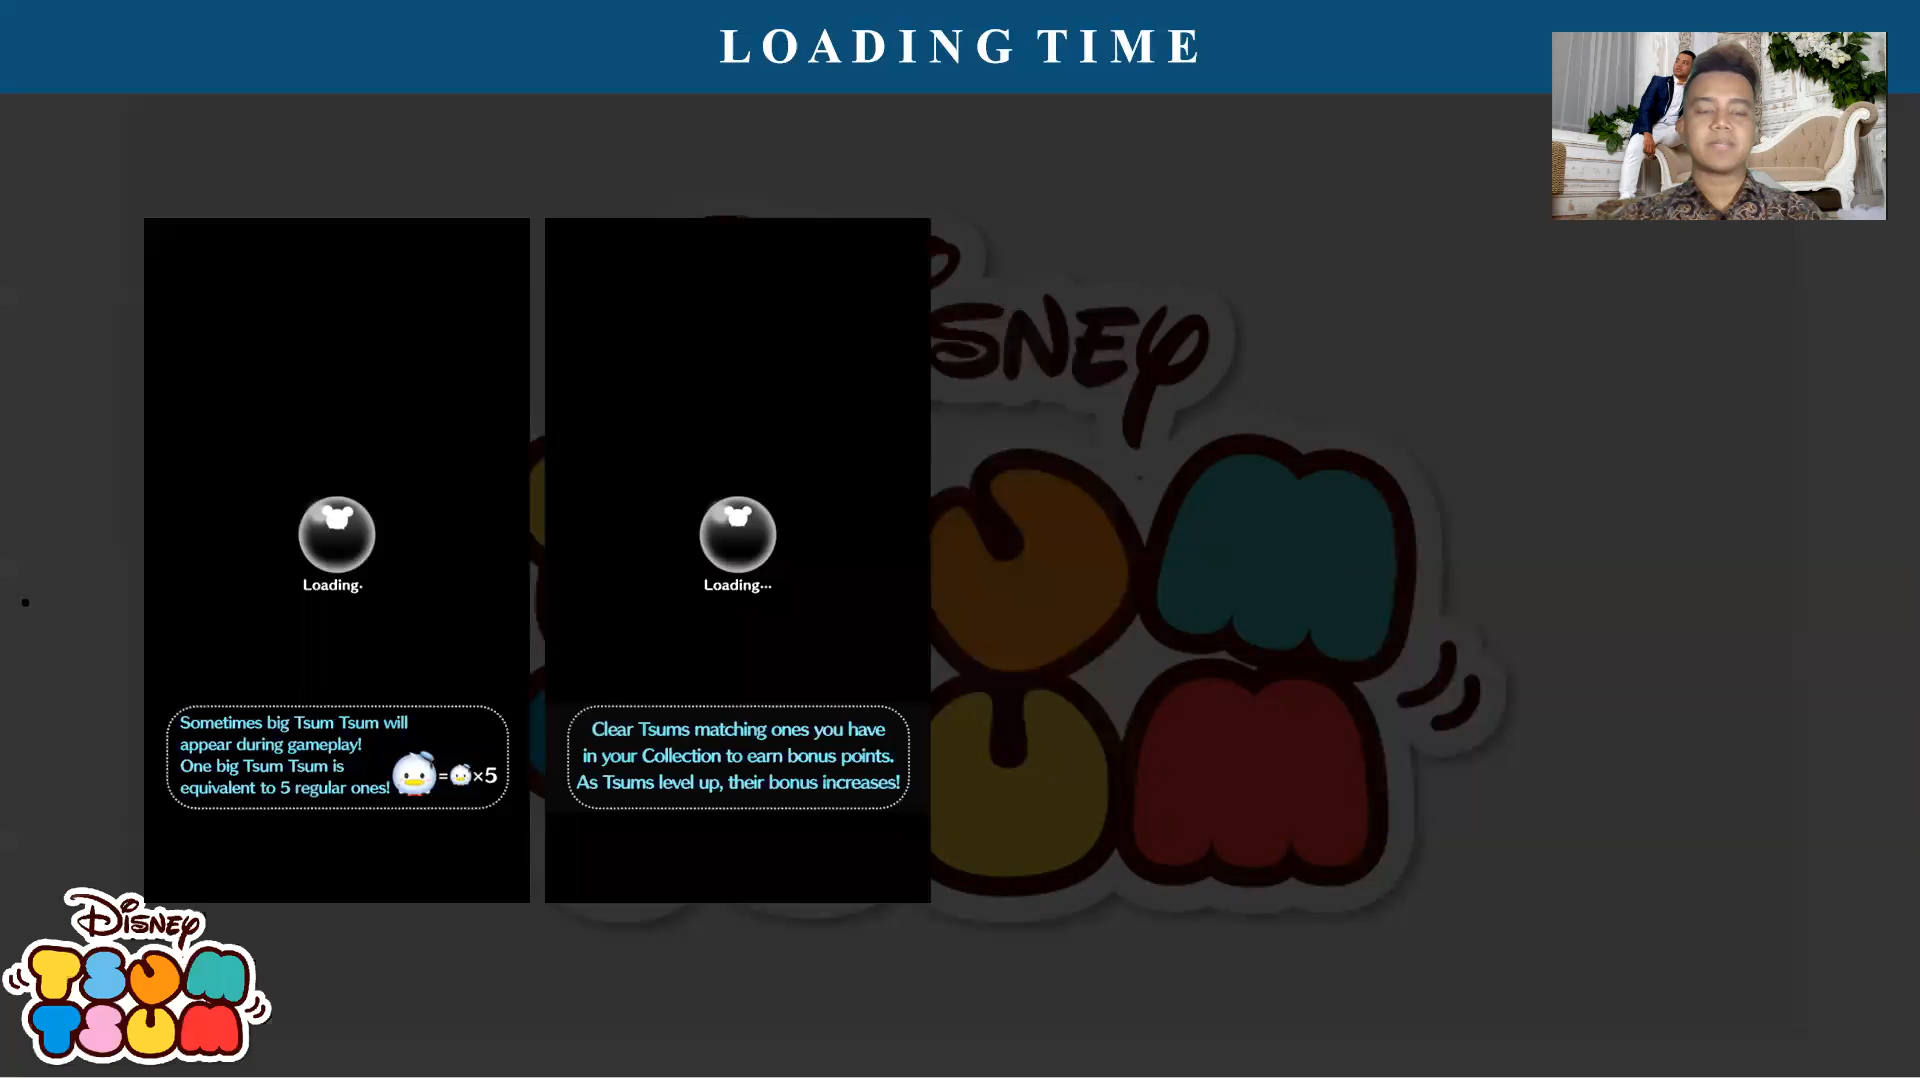 LOADING TIME
DISNEY
Loading.
Loading...
Sometimes big Tsum Tsum will
appear during gameplay!
One big Tsum Tsum is
equivalent to 5 regular ones!
=×5
Clear Tsums matching ones you have
in your Collection to earn bonus points.
As Tsums level up, their bonus increases!
DISNEY
TSUM
TSUM